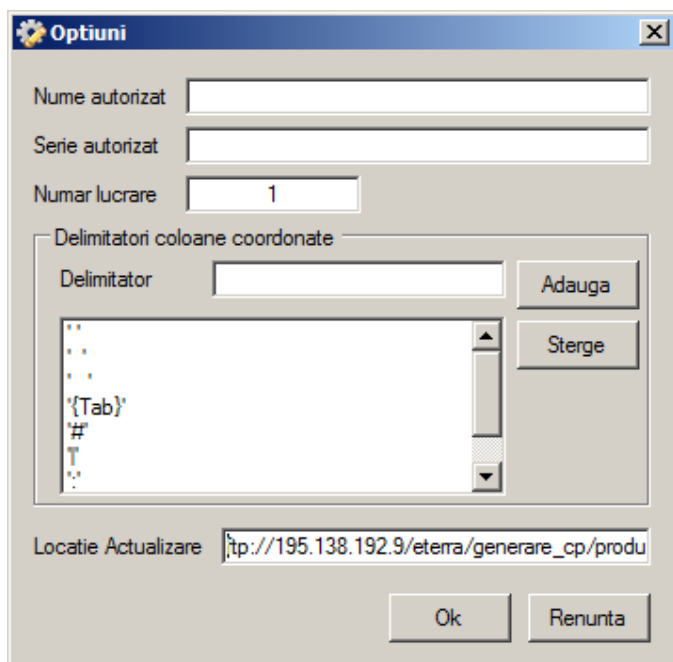 Optiuni
Nume autorizat
Serie autorizat
Numar lucrare 1
Delimitatori coloane coordonate
Delimitator
Adauga
' '
'  '
'   '
'{Tab}'
'#'
'|'
':'
Sterge
Locatie Actualizare tp://195.138.192.9/eterra/generare_cp/produ
Ok Renunta